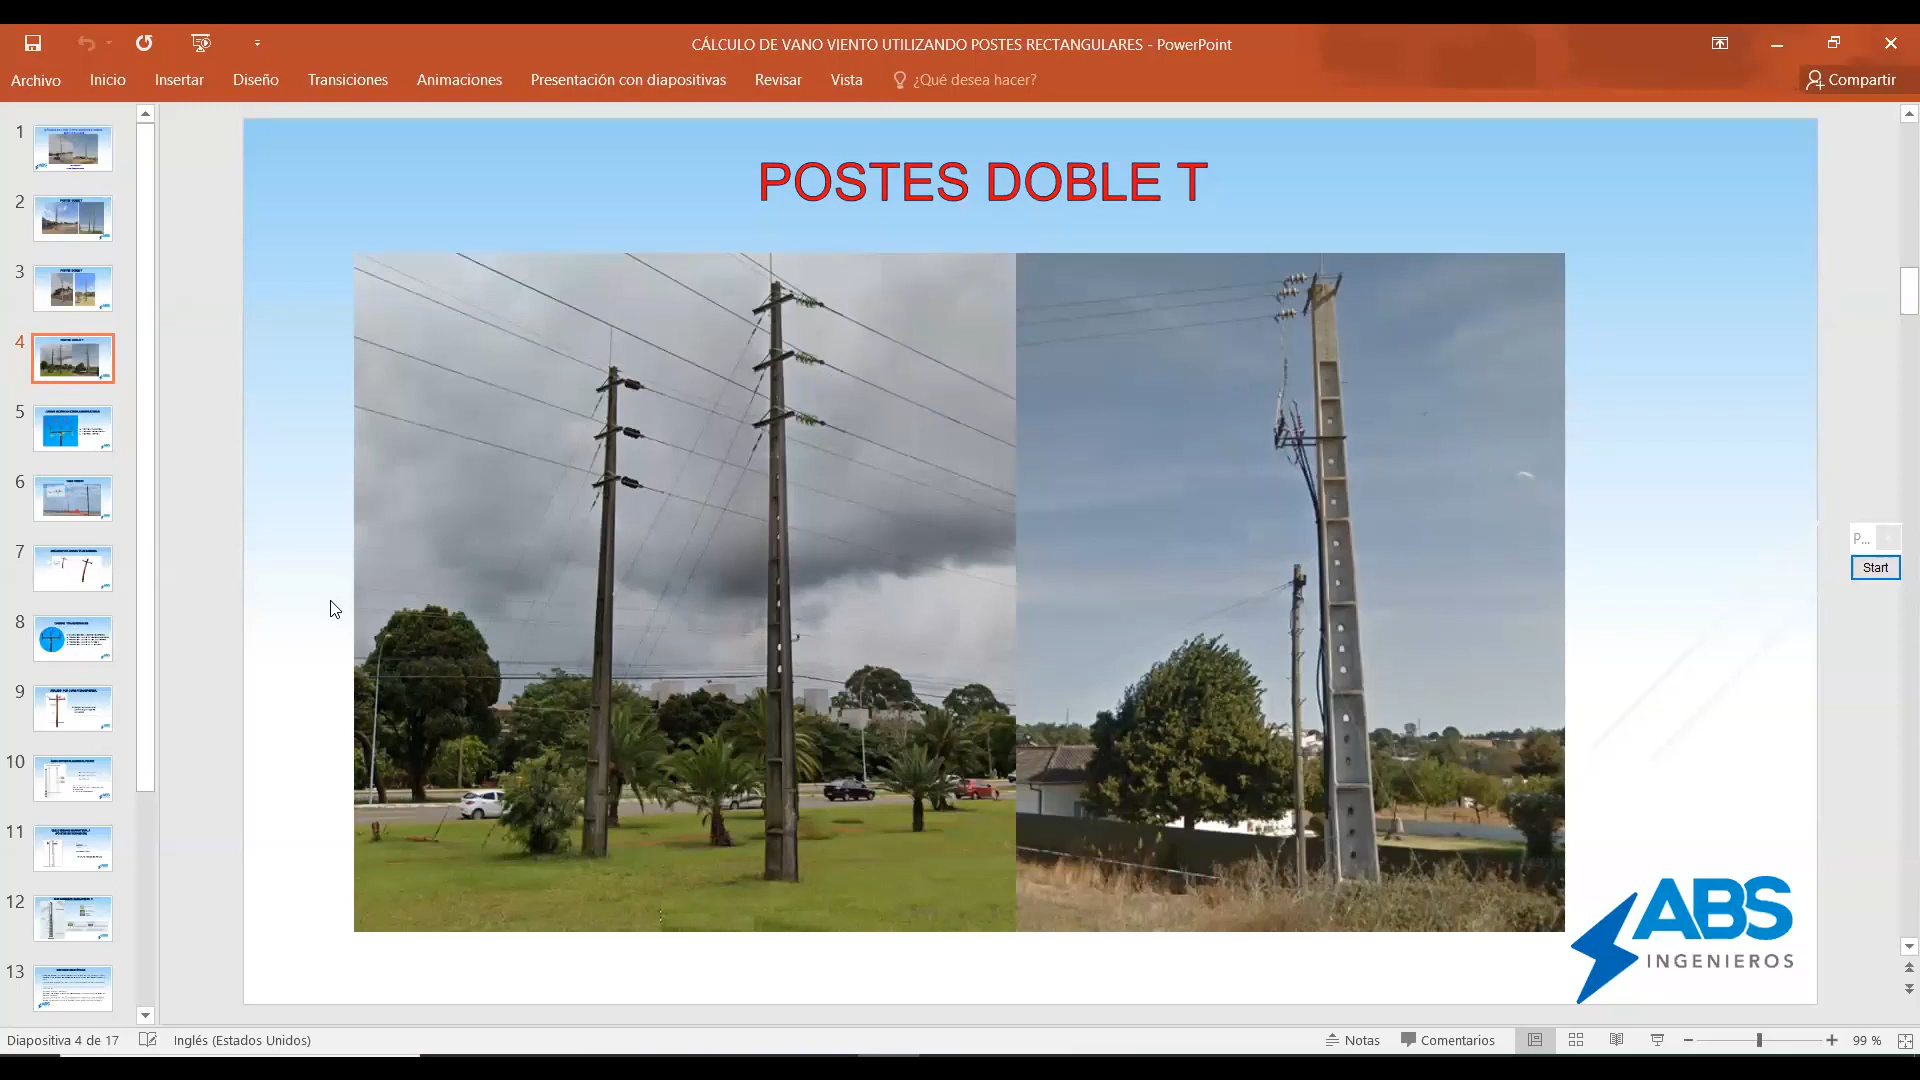 CÁLCULO DE VANO VIENTO UTILIZANDO POSTES RECTANGULARES - PowerPoint
Archivo Inicio Insertar Diseño Transiciones Animaciones Presentación con diapositivas Revisar Vista ¿Qué desea hacer? Compartir
1
2
3
4
5
6
7
8
9
10
11
12
13
POSTES DOBLE T
ABS
INGENIEROS
P...
Start
Diapositiva 4 de 17 Inglés (Estados Unidos) Notas Comentarios 99 %